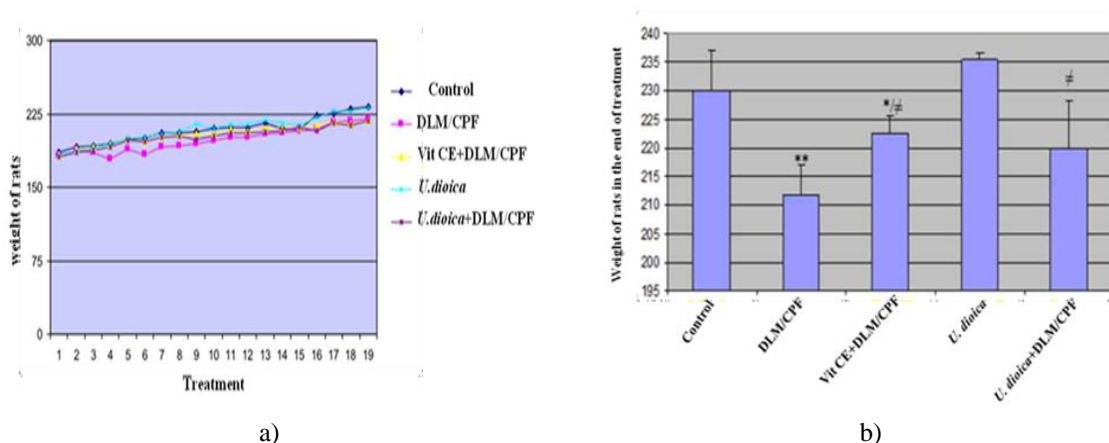 300
225
150
75
0
weight of rats
1 2 3 4 5 6 7 8 9 10 11 12 13 14 15 16 17 18 19
Treatment
Control
DLM/CPF
Vit CE+DLM/CPF
U.dioica
U.dioica+DLM/CPF
a)
240
235
230
225
220
215
210
205
200
195
Weight of rats in the end of treatment
**
*/≠
≠
Control
DLM/CPF
Vit CE+DLM/CPF
U. dioica
U. dioica+DLM/CPF
b)